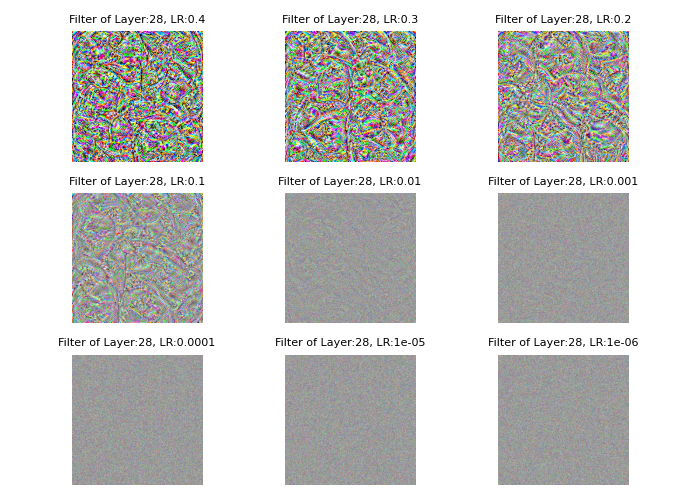 Filter of Layer:28, LR:0.4
Filter of Layer:28, LR:0.3
Filter of Layer:28, LR:0.2
Filter of Layer:28, LR:0.1
Filter of Layer:28, LR:0.01
Filter of Layer:28, LR:0.001
Filter of Layer:28, LR:0.0001
Filter of Layer:28, LR:1e-05
Filter of Layer:28, LR:1e-06